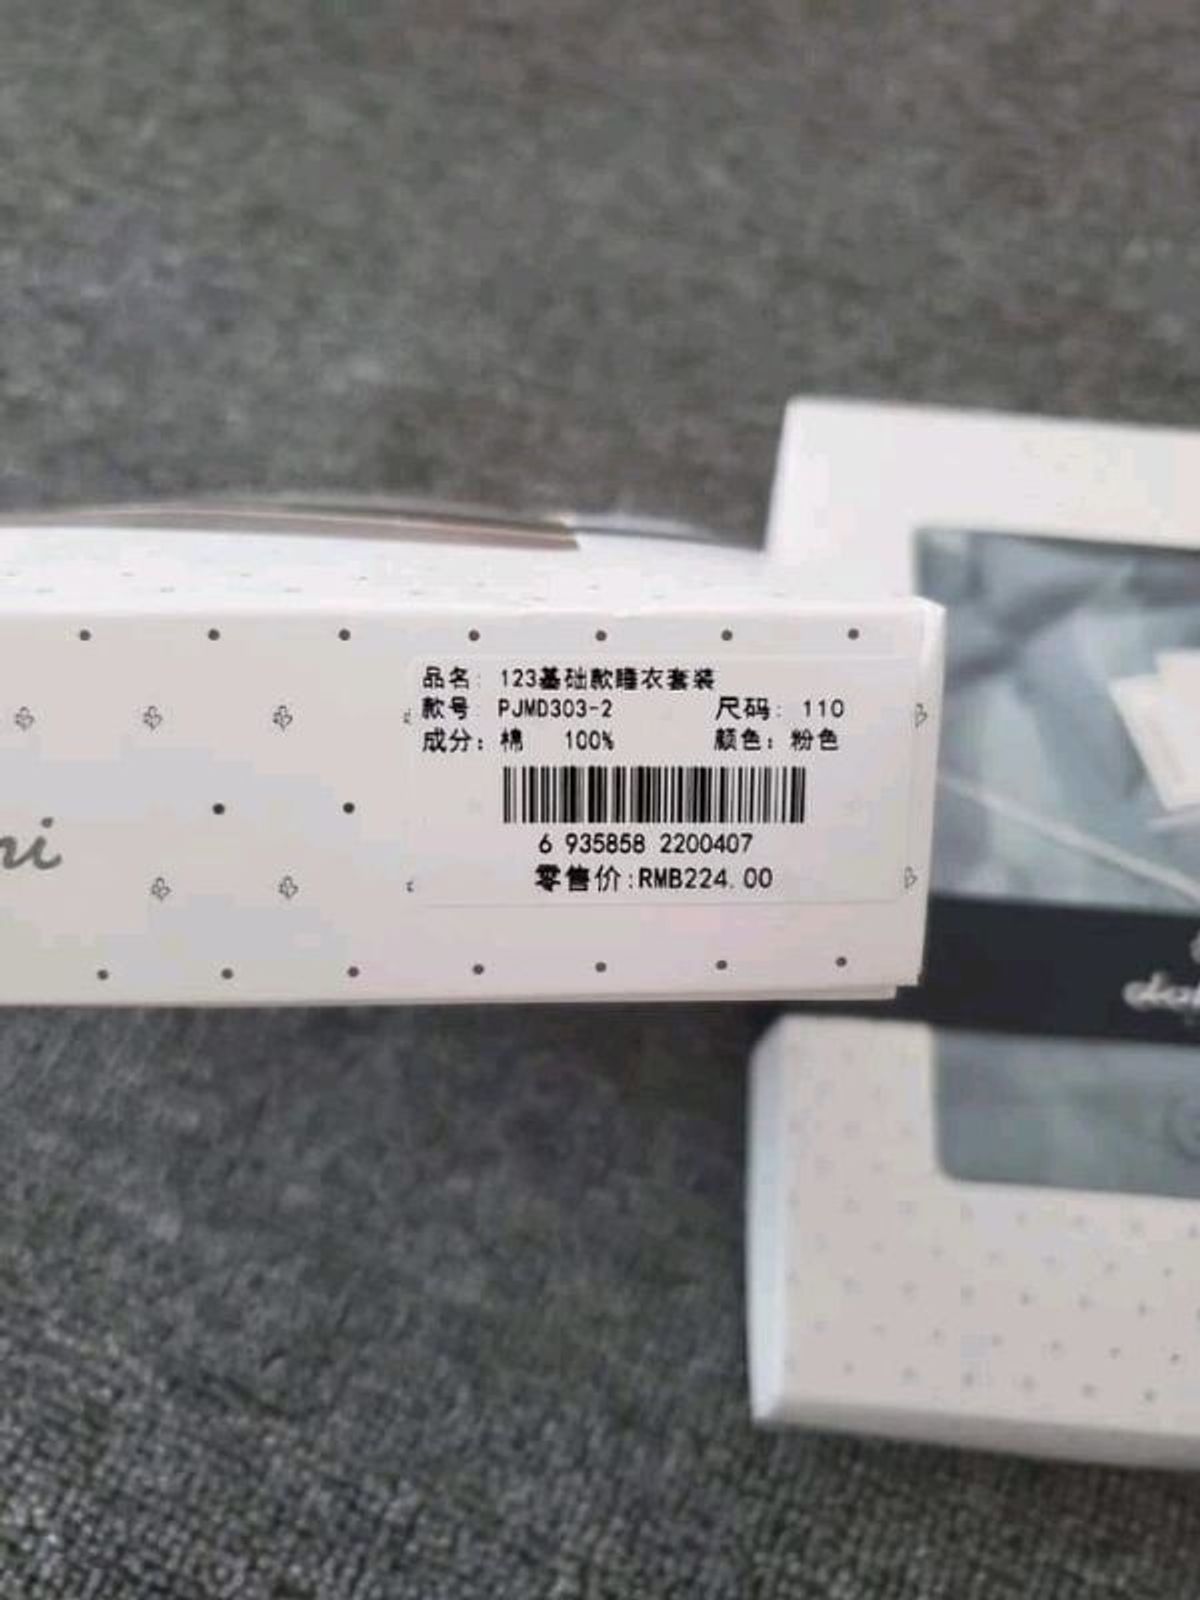 品名: 123基础款睡衣套装
款号 PJMD303-2 尺码: 110
成分: 棉 100% 颜色: 粉色
6 935858 2200407
零售价:RMB224.00